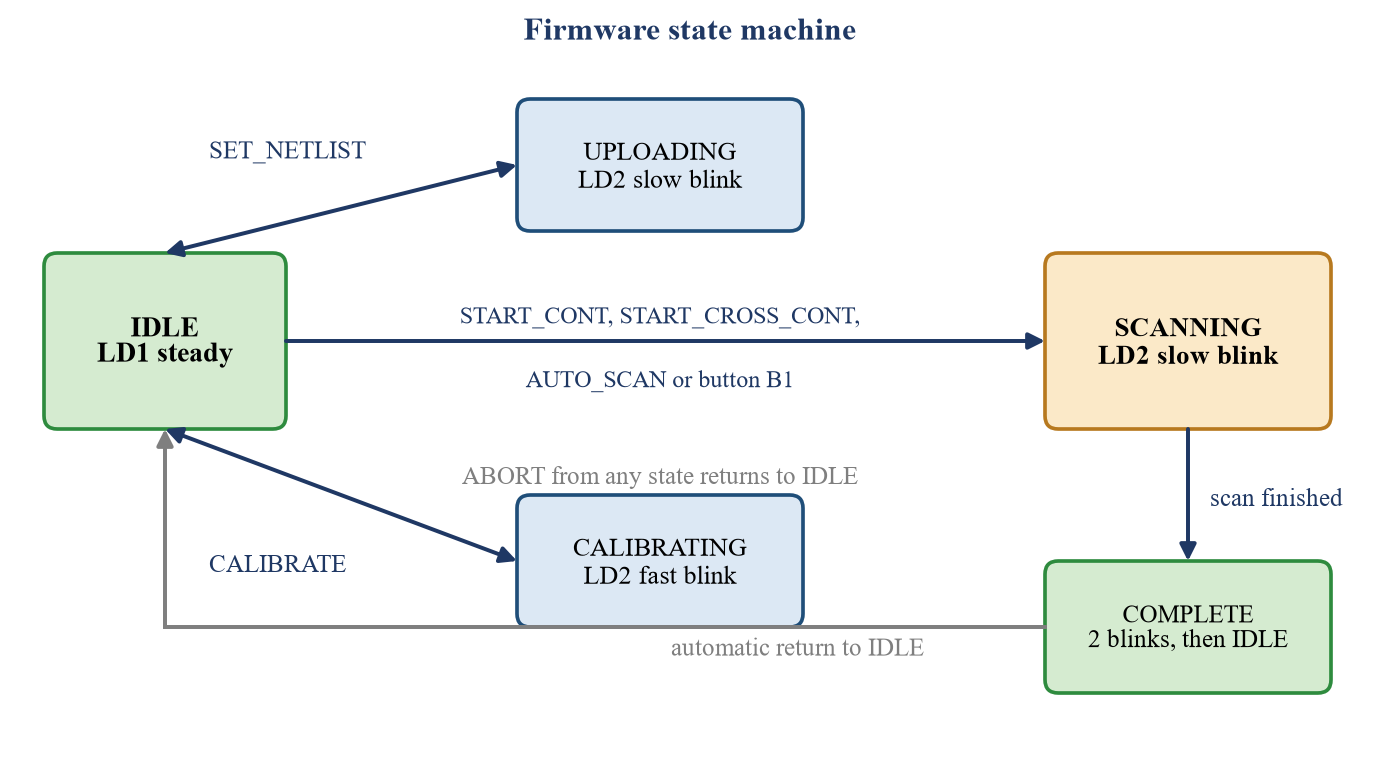 Firmware state machine
SET_NETLIST
UPLOADING
LD2 slow blink
IDLE
LD1 steady
START_CONT, START_CROSS_CONT,
AUTO_SCAN or button B1
SCANNING
LD2 slow blink
ABORT from any state returns to IDLE
scan finished
CALIBRATE
CALIBRATING
LD2 fast blink
COMPLETE
2 blinks, then IDLE
automatic return to IDLE